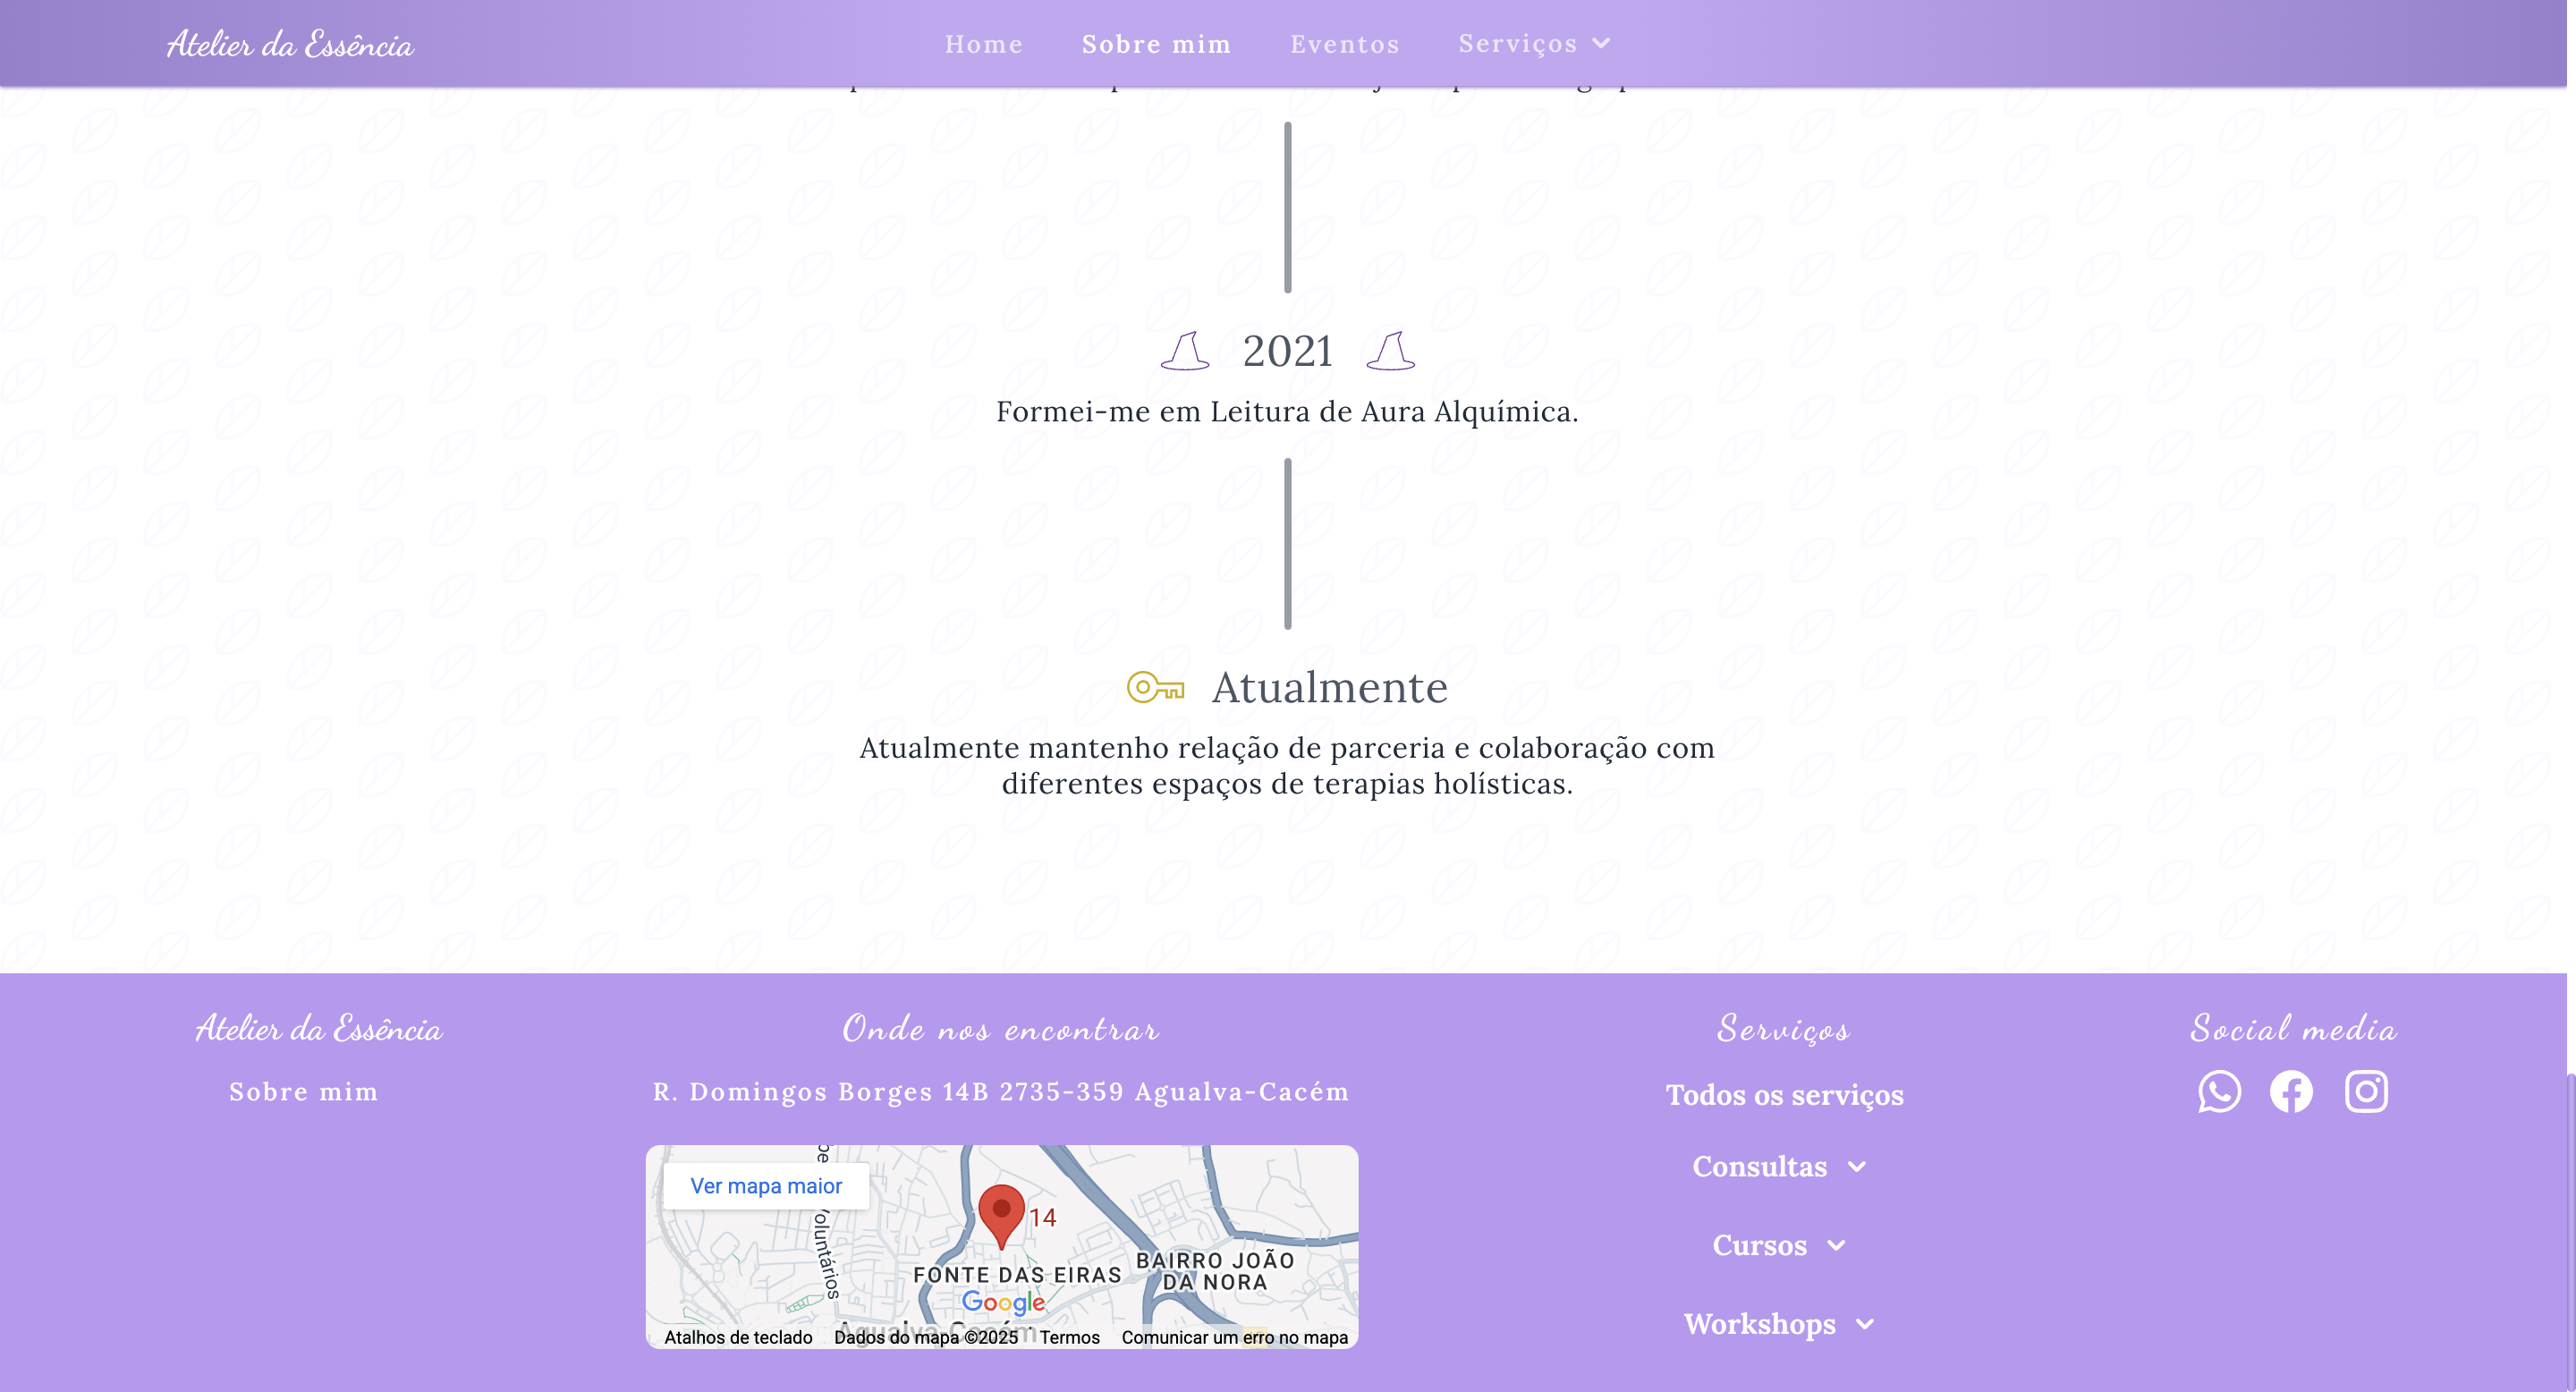 Atelier da Essência
Home Sobre mim Eventos Serviços
2021
Formei-me em Leitura de Aura Alquímica.
Atualmente
Atualmente mantenho relação de parceria e colaboração com
diferentes espaços de terapias holísticas.
Atelier da Essência
Sobre mim
Onde nos encontrar
R. Domingos Borges 14B 2735-359 Agualva-Cacém
Ver mapa maior
oluntários
14
FONTE DAS EIRAS
BAIRRO JOÃO
DA NORA
Google
Agualva-Cacém
Atalhos de teclado Dados do mapa ©2025 Termos Comunicar um erro no mapa
Serviços
Todos os serviços
Consultas
Cursos
Workshops
Social media